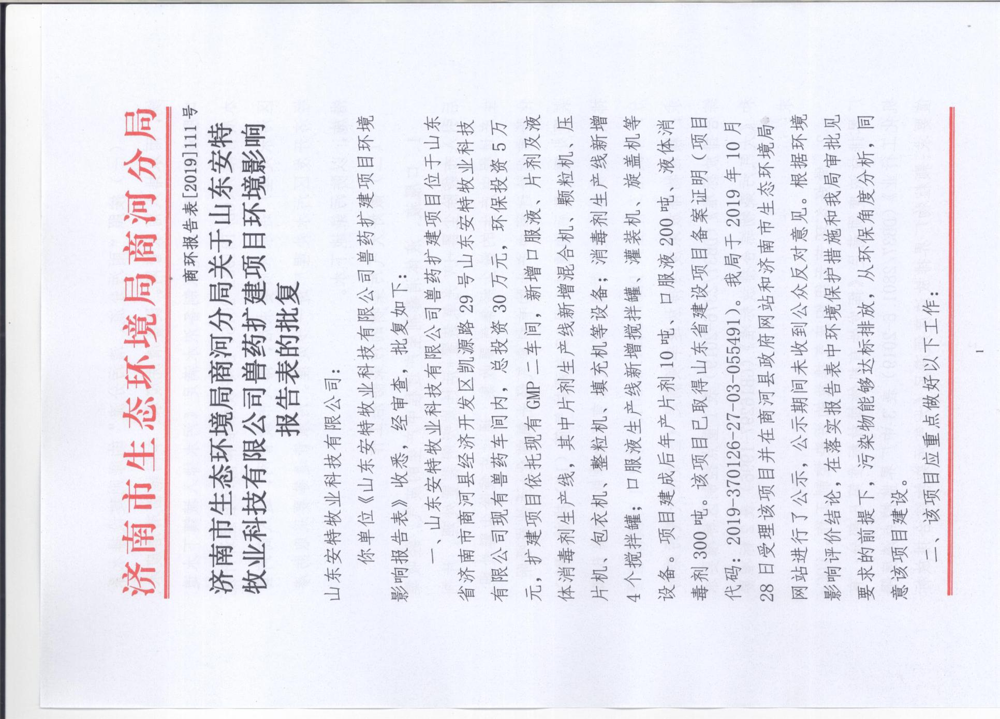 济南市生态环境局商河分局
商环报告表[2019]111号
济南市生态环境局商河分局关于山东安特
牧业科技有限公司兽药扩建项目环境影响
报告表的批复
山东安特牧业科技有限公司：
你单位《山东安特牧业科技有限公司兽药扩建项目环境
影响报告表》收悉，经审查，批复如下：
一、山东安特牧业科技有限公司兽药扩建项目位于山东
省济南市商河县经济开发区凯源路 29 号山东安特牧业科技
有限公司现有兽药车间内，总投资 30 万元，环保投资 5 万
元，扩建项目依托现有 GMP 二车间，新增口服液、片剂及液
体消毒剂生产线，其中片剂生产线新增混合机、颗粒机、压
片机、包衣机、整粒机、填充机等设备；消毒剂生产线新增
4 个搅拌罐；口服液生产线新增搅拌罐、灌装机、旋盖机等
设备。项目建成后年产片剂 10 吨、口服液 200 吨、液体消
毒剂 300 吨。该项目已取得山东省建设项目备案证明（项目
代码：2019-370126-27-03-055491）。我局于 2019 年 10 月
28 日受理该项目并在商河县政府网站和济南市生态环境局
网站进行了公示，公示期间未收到公众反对意见。根据环境
影响评价结论，在落实报告表中环境保护措施和我局审批见
要求的前提下，污染物能够达标排放，从环保角度分析，同
意该项目建设。
二、该项目应重点做好以下工作：
1